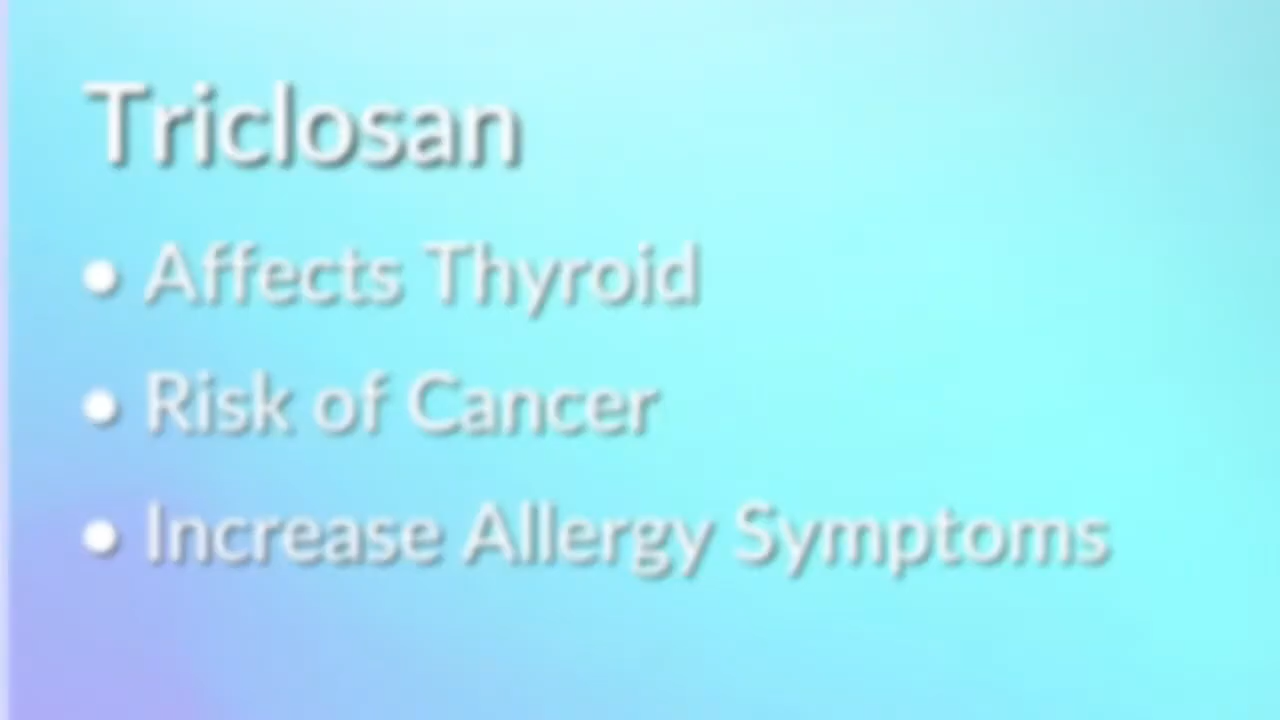 Triclosan
• Affects Thyroid
• Risk of Cancer
• Increase Allergy Symptoms